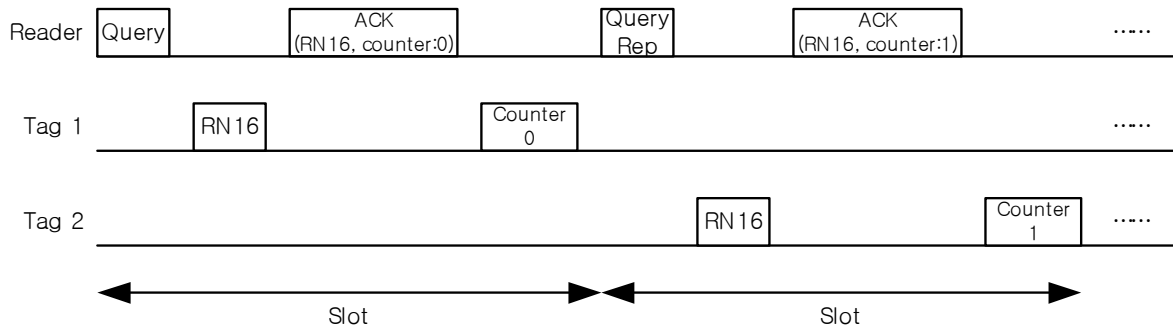 Reader
Query
ACK
(RN16, counter:0)
Query
Rep
ACK
(RN16, counter:1)
......
Tag 1
RN16
Counter
0
......
Tag 2
RN16
Counter
1
......
Slot
Slot